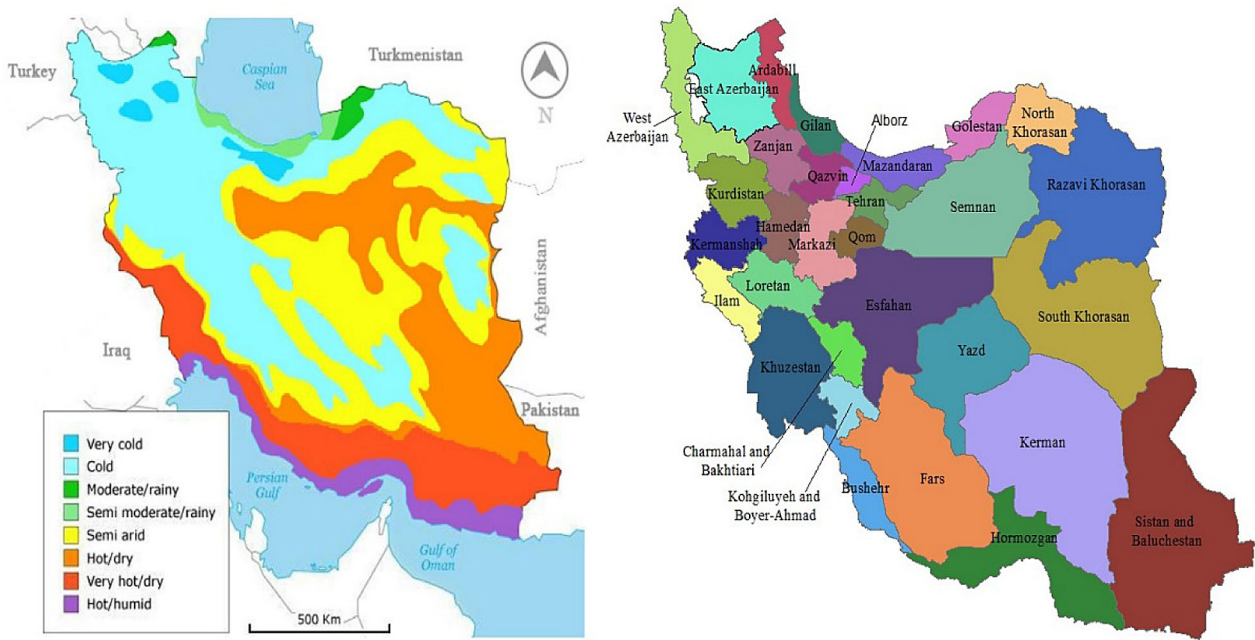 Turkey
Caspian
Sea
Turkmenistan
N
Afghanistan
Iraq
Pakistan
Persian
Gulf
Gulf of
Oman
500 Km
Very cold
Cold
Moderate/rainy
Semi moderate/rainy
Semi arid
Hot/dry
Very hot/dry
Hot/humid
West
Azerbaijan
East Azerbaijan
Ardabill
Gilan
Zanjan
Alborz
Golestan
North
Khorasan
Mazandaran
Qazvin
Kurdistan
Tehran
Semnan
Razavi Khorasan
Hamedan
Markazi
Qom
Kermanshah
Loretan
Ilam
Esfahan
South Khorasan
Khuzestan
Yazd
Charmahal and
Bakhtiari
Kohgiluyeh and
Boyer-Ahmad
Bushehr
Fars
Kerman
Hormozgan
Sistan and
Baluchestan